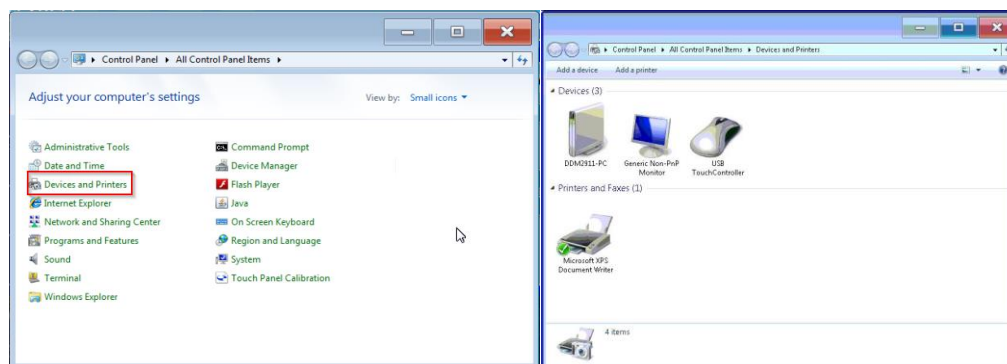 Control Panel ▸ All Control Panel Items ▸
Adjust your computer's settings
View by: Small icons
Administrative Tools
Command Prompt
Date and Time
Device Manager
Devices and Printers
Flash Player
Internet Explorer
Java
Network and Sharing Center
On Screen Keyboard
Programs and Features
Region and Language
Sound
System
Terminal
Touch Panel Calibration
Windows Explorer
Control Panel ▸ All Control Panel Items ▸ Devices and Printers
Add a device Add a printer
Devices (3)
DDM2911-PC
Generic Non-PnP
Monitor
USB
TouchController
Printers and Faxes (1)
Microsoft XPS
Document Writer
4 items